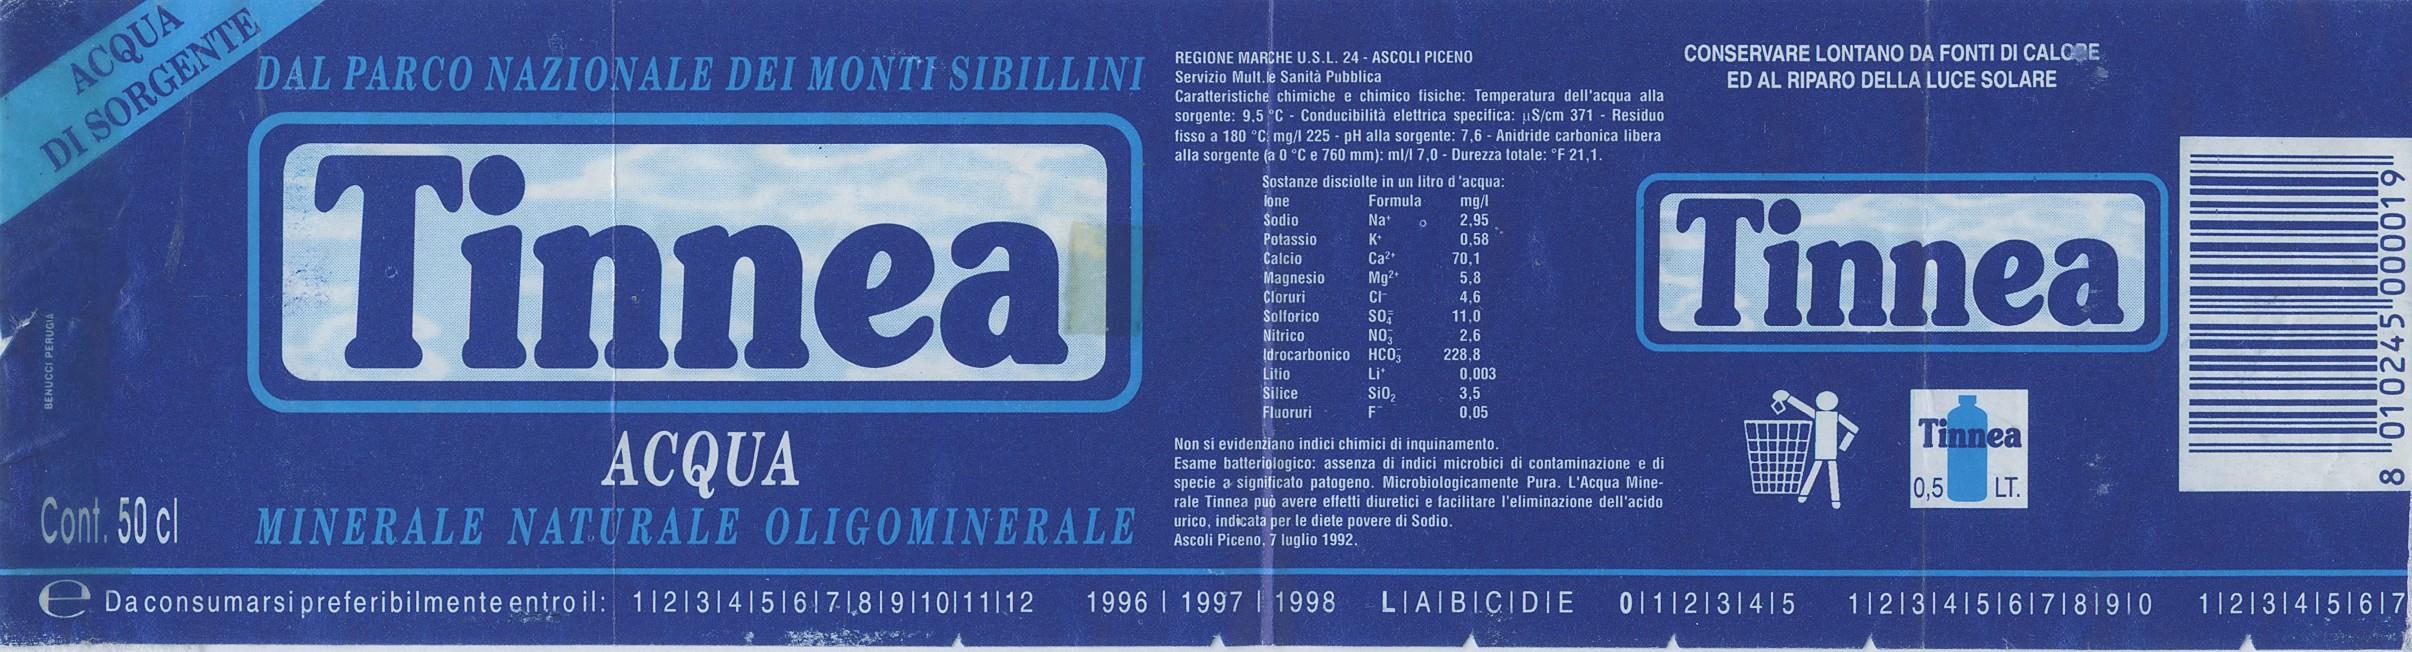 ACQUA
DI SORGENTE
DAL PARCO NAZIONALE DEI MONTI SIBILLINI
Tinnea
ACQUA
MINERALE NATURALE OLIGOMINERALE
BENUCCI PERUGIA
Cont. 50 cl
REGIONE MARCHE U.S.L. 24 - ASCOLI PICENO
Servizio Mult.le Sanità Pubblica
Caratteristiche chimiche e chimico fisiche: Temperatura dell'acqua alla
sorgente: 9,5 °C - Conducibilità elettrica specifica: µS/cm 371 - Residuo
fisso a 180 °C: mg/l 225 - pH alla sorgente: 7,6 - Anidride carbonica libera
alla sorgente (a 0 °C e 760 mm): ml/l 7,0 - Durezza totale: °F 21,1.
Sostanze disciolte in un litro d'acqua:
Ione Formula mg/l
Sodio Na⁺ 2,95
Potassio K⁺ 0,58
Calcio Ca²⁺ 70,1
Magnesio Mg²⁺ 5,8
Cloruri Cl⁻ 4,6
Solforico SO₄⁼ 11,0
Nitrico NO₃⁻ 2,6
Idrocarbonico HCO₃⁻ 228,8
Litio Li⁺ 0,003
Silice SiO₂ 3,5
Fluoruri F⁻ 0,05
Non si evidenziano indici chimici di inquinamento.
Esame batteriologico: assenza di indici microbici di contaminazione e di
specie a significato patogeno. Microbiologicamente Pura. L'Acqua Mine-
rale Tinnea può avere effetti diuretici e facilitare l'eliminazione dell'acido
urico, indicata per le diete povere di Sodio.
Ascoli Piceno, 7 luglio 1992.
CONSERVARE LONTANO DA FONTI DI CALORE
ED AL RIPARO DELLA LUCE SOLARE
Tinnea
Tinnea
0,5 LT.
8 010245 000019
e Da consumarsi preferibilmente entro il: 1|2|3|4|5|6|7|8|9|10|11|12 1996 | 1997 | 1998 L|A|B|C|D|E 0|1|2|3|4|5 1|2|3|4|5|6|7|8|9|0 1|2|3|4|5|6|7